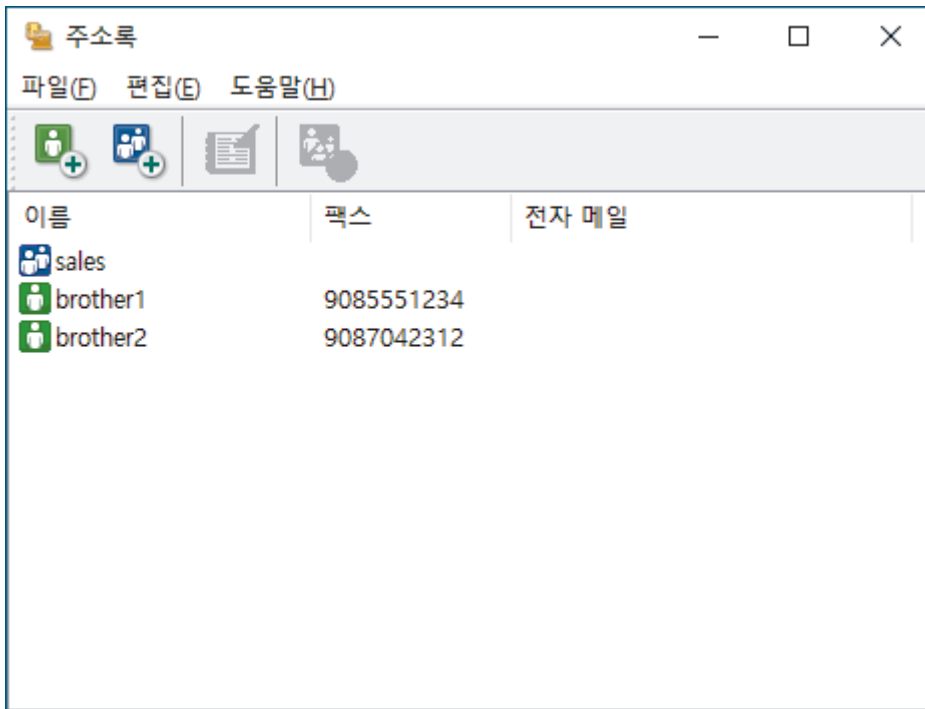 주소록
파일(F) 편집(E) 도움말(H)
이름 팩스 전자 메일
sales
brother1 9085551234
brother2 9087042312